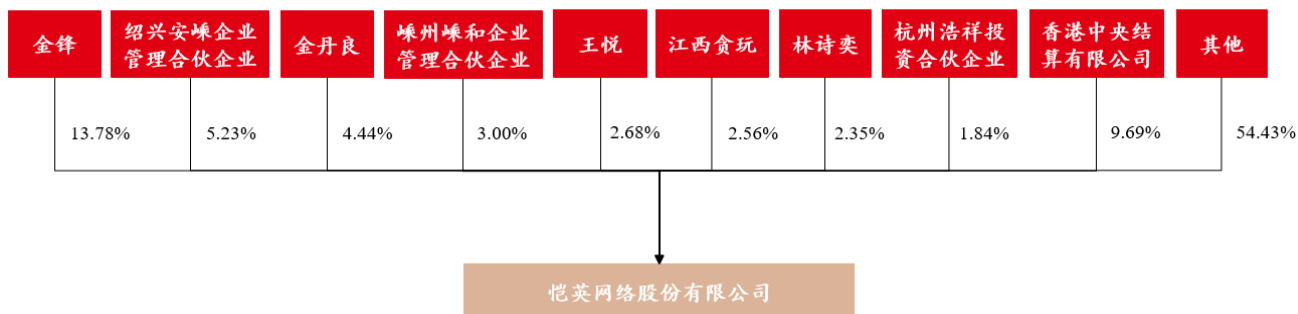 金锋
绍兴安嵊企业
管理合伙企业
金丹良
嵊州嵊和企业
管理合伙企业
王悦
江西贪玩
林诗奕
杭州浩祥投
资合伙企业
香港中央结
算有限公司
其他
13.78%
5.23%
4.44%
3.00%
2.68%
2.56%
2.35%
1.84%
9.69%
54.43%
恺英网络股份有限公司